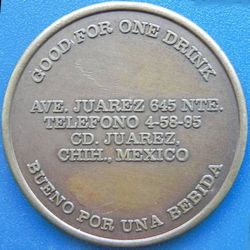 GOOD FOR ONE DRINK
AVE. JUAREZ 645 NTE.
TELEFONO 4-58-95
CD. JUAREZ,
CHIH., MEXICO
BUENO POR UNA BEBIDA